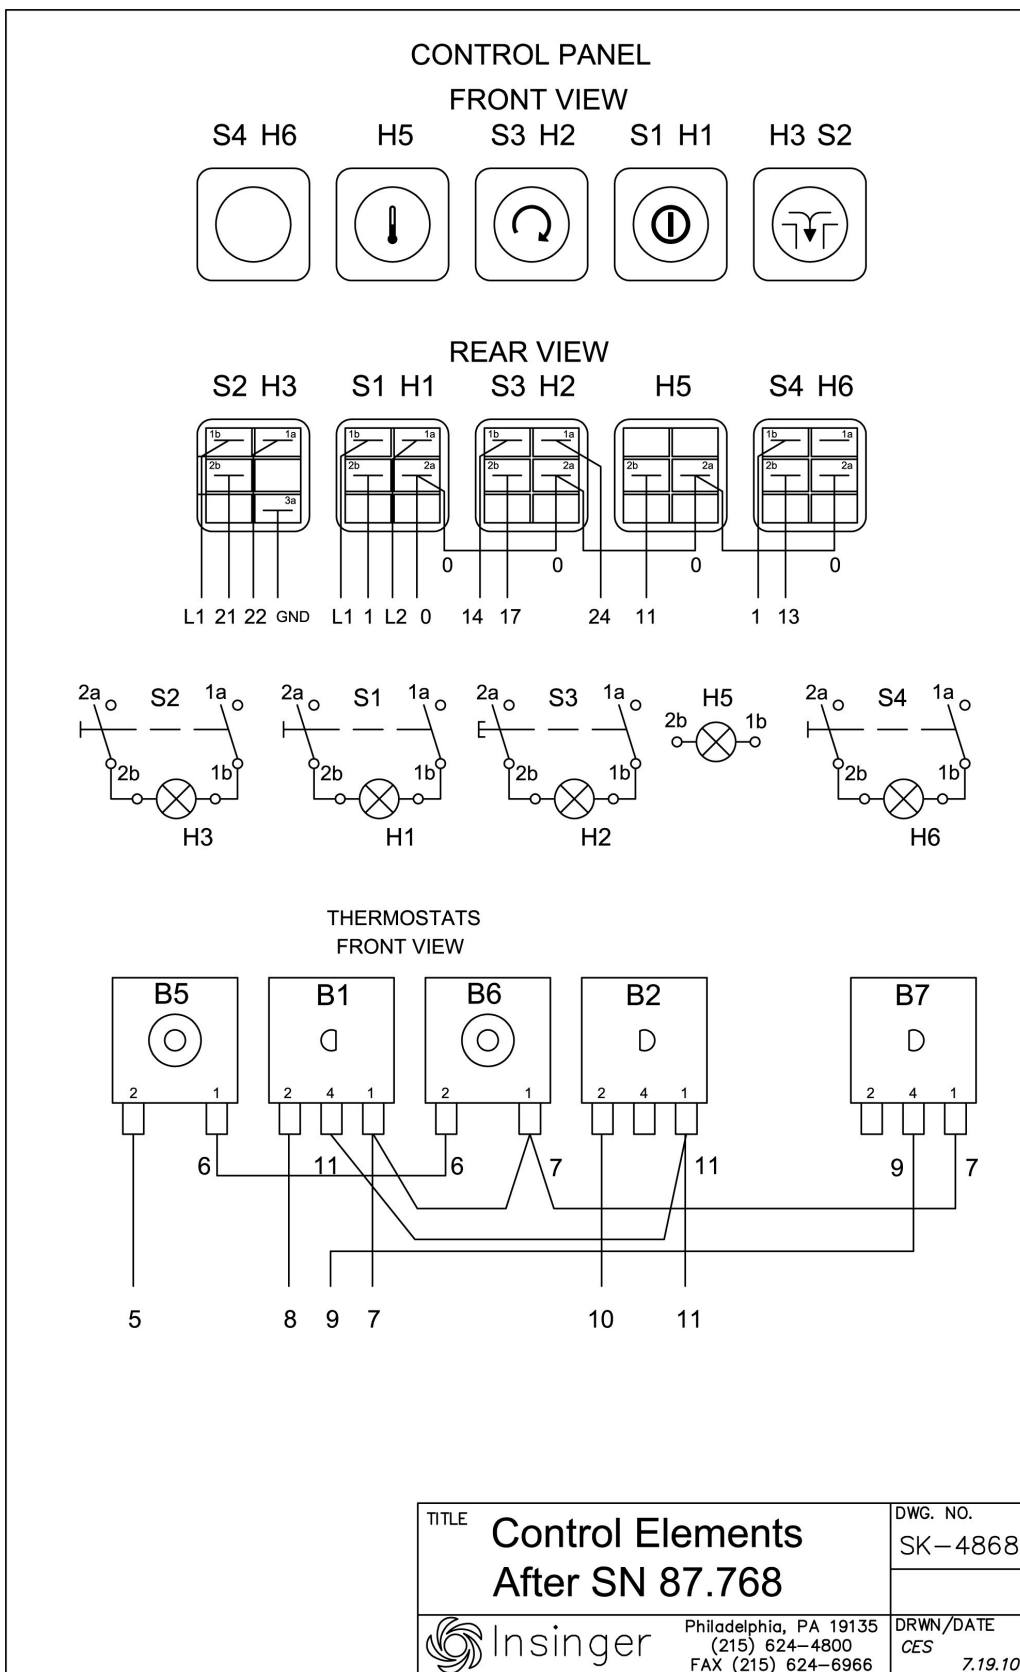 CONTROL PANEL
FRONT VIEW
S4 H6 H5 S3 H2 S1 H1 H3 S2
REAR VIEW
S2 H3 S1 H1 S3 H2 H5 S4 H6
1b 1a 1b 1a 1b 1a 1b 1a
2b 2b 2a 2b 2a 2b 2a 2b 2a
3a
0 0 0 0
L1 21 22 GND L1 1 L2 0 14 17 24 11 1 13
2a S2 1a 2a S1 1a 2a S3 1a H5 2a S4 1a
2b 1b
2b 1b 2b 1b 2b 1b 2b 1b
H3 H1 H2 H6
THERMOSTATS
FRONT VIEW
B5 B1 B6 B2 B7
2 1 2 4 1 2 1 2 4 1 2 4 1
6 11 6 7 11 9 7
5 8 9 7 10 11
TITLE Control Elements
After SN 87.768
DWG. NO.
SK-4868
Insinger
Philadelphia, PA 19135
(215) 624-4800
FAX (215) 624-6966
DRWN/DATE
CES
7.19.10